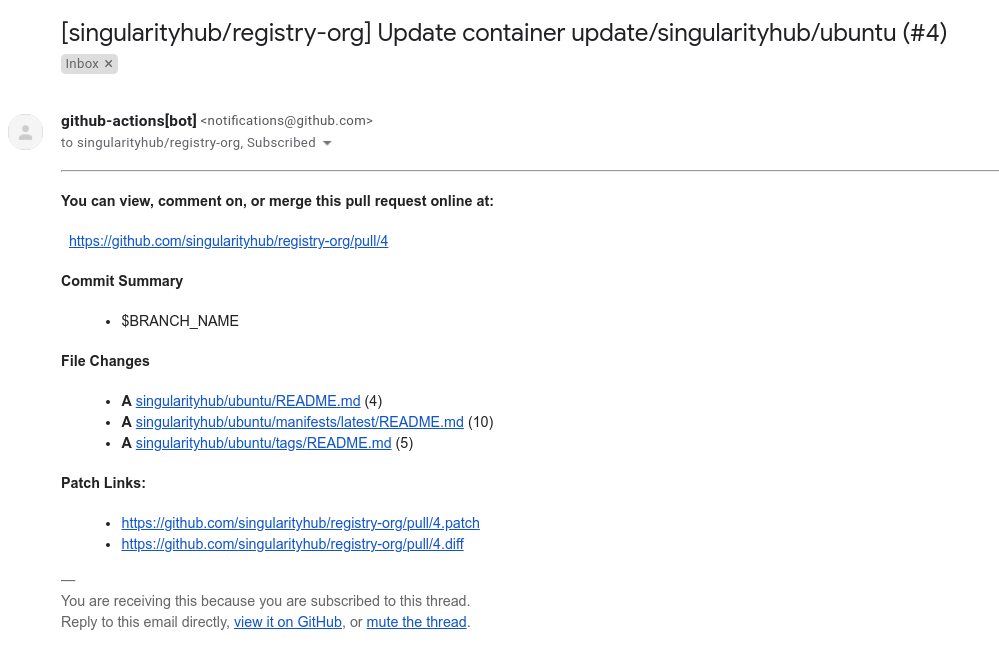 [singularityhub/registry-org] Update container update/singularityhub/ubuntu (#4)
Inbox ×
github-actions[bot] <notifications@github.com>
to singularityhub/registry-org, Subscribed
You can view, comment on, or merge this pull request online at:
https://github.com/singularityhub/registry-org/pull/4
Commit Summary
• $BRANCH_NAME
File Changes
• A singularityhub/ubuntu/README.md (4)
• A singularityhub/ubuntu/manifests/latest/README.md (10)
• A singularityhub/ubuntu/tags/README.md (5)
Patch Links:
• https://github.com/singularityhub/registry-org/pull/4.patch
• https://github.com/singularityhub/registry-org/pull/4.diff
—
You are receiving this because you are subscribed to this thread.
Reply to this email directly, view it on GitHub, or mute the thread.